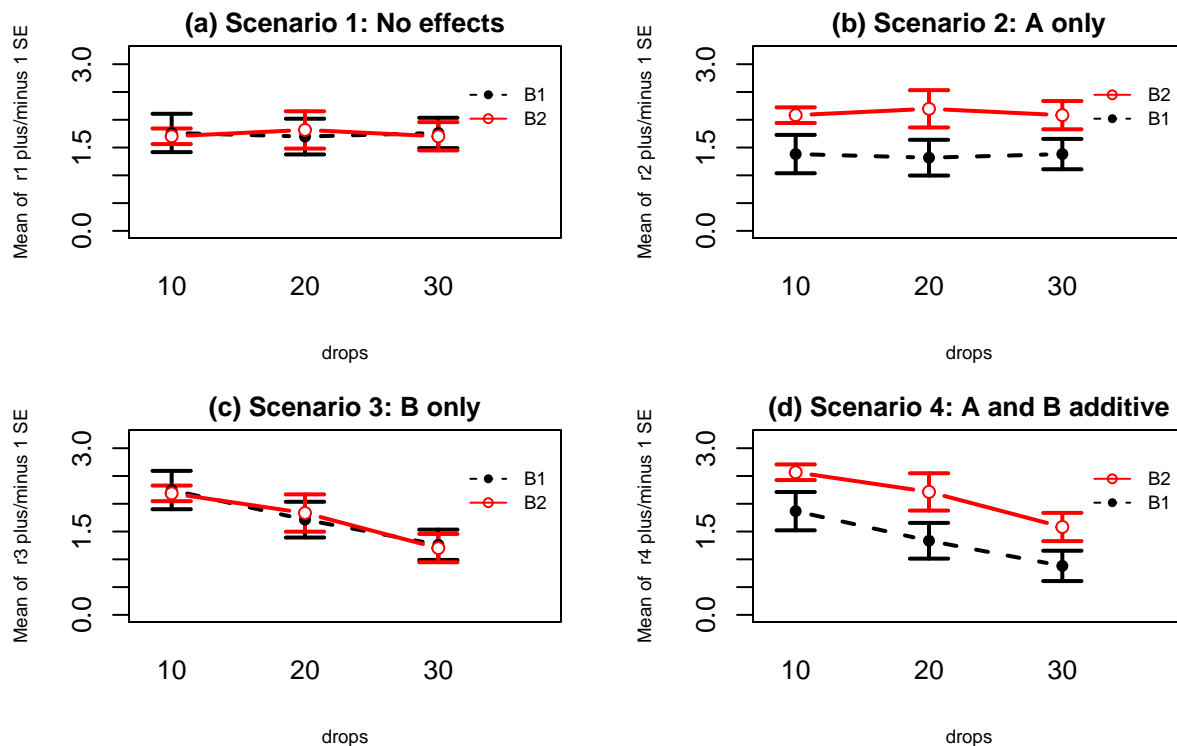 (a) Scenario 1: No effects
Mean of  r1 plus/minus 1 SE
3.0
1.5
0.0
B1
B2
10 20 30
drops
(b) Scenario 2: A only
Mean of  r2 plus/minus 1 SE
3.0
1.5
0.0
B2
B1
10 20 30
drops
(c) Scenario 3: B only
Mean of  r3 plus/minus 1 SE
3.0
1.5
0.0
B1
B2
10 20 30
drops
(d) Scenario 4: A and B additive
Mean of  r4 plus/minus 1 SE
3.0
1.5
0.0
B2
B1
10 20 30
drops